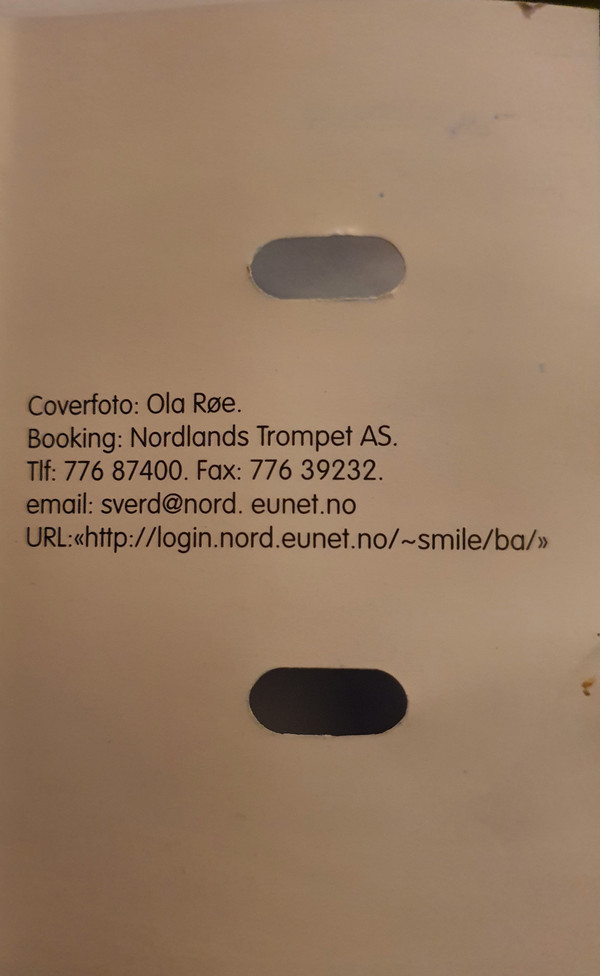 Coverfoto: Ola Røe.
Booking: Nordlands Trompet AS.
Tlf: 776 87400. Fax: 776 39232.
email: sverd@nord. eunet.no
URL:«http://login.nord.eunet.no/~smile/ba/»